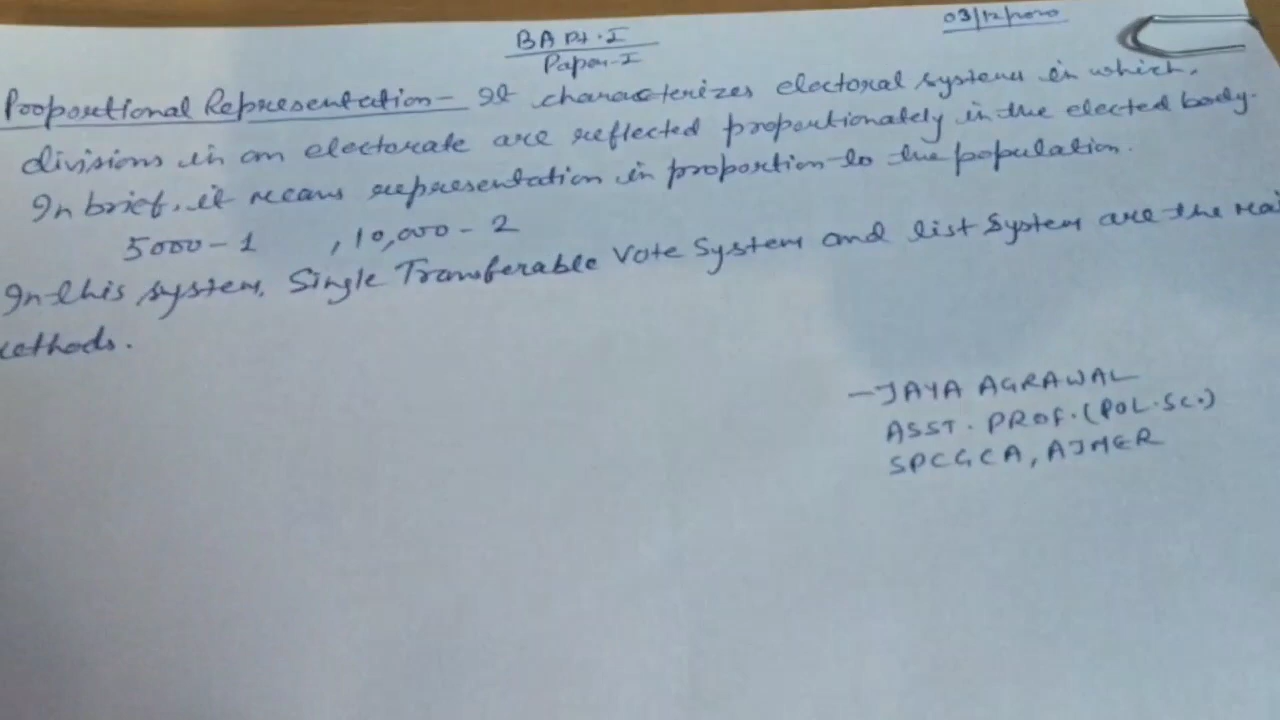 03/12/2020
BA Pt.I
Paper-I
Proportional Representation - It characterizes electoral systems in which,
divisions in an electorate are reflected proportionately in the elected body.
In brief, it means representation in proportion to the population.
5000-1 , 10,000-2
In this system, Single Transferable Vote System and list System are the mai
ethods.
- JAYA AGRAWAL
ASST. PROF. (POL.SC.)
SPCGCA, AJMER